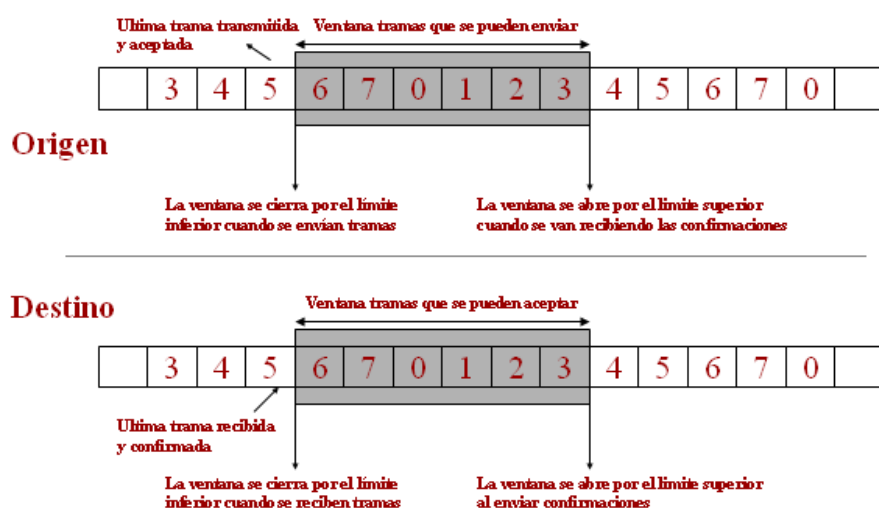 Ultima trama transmitida
y aceptada
Ventana tramas que se pueden enviar
3 4 5 6 7 0 1 2 3 4 5 6 7 0
Origen
La ventana se cierra por el límite
inferior cuando se envían tramas
La ventana se abre por el limite superior
cuando se van recibiendo las confirmaciones
Destino
Ventana tramas que se pueden aceptar
3 4 5 6 7 0 1 2 3 4 5 6 7 0
Ultima trama recibida
y confirmada
La ventana se cierra por el límite
inferior cuando se reciben tramas
La ventana se abre por el limite superior
al enviar confirmaciones